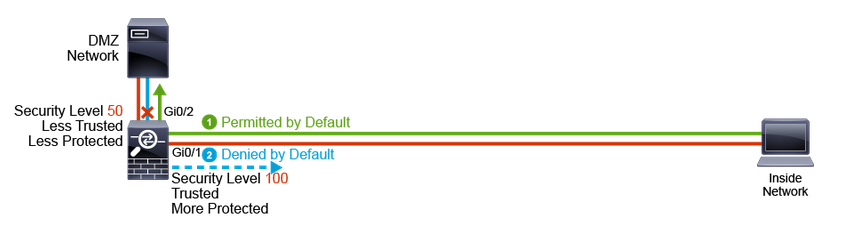 DMZ
Network
Security Level 50
Less Trusted
Less Protected
Gi0/2
1 Permitted by Default
Gi0/1
2 Denied by Default
Security Level 100
Trusted
More Protected
Inside
Network